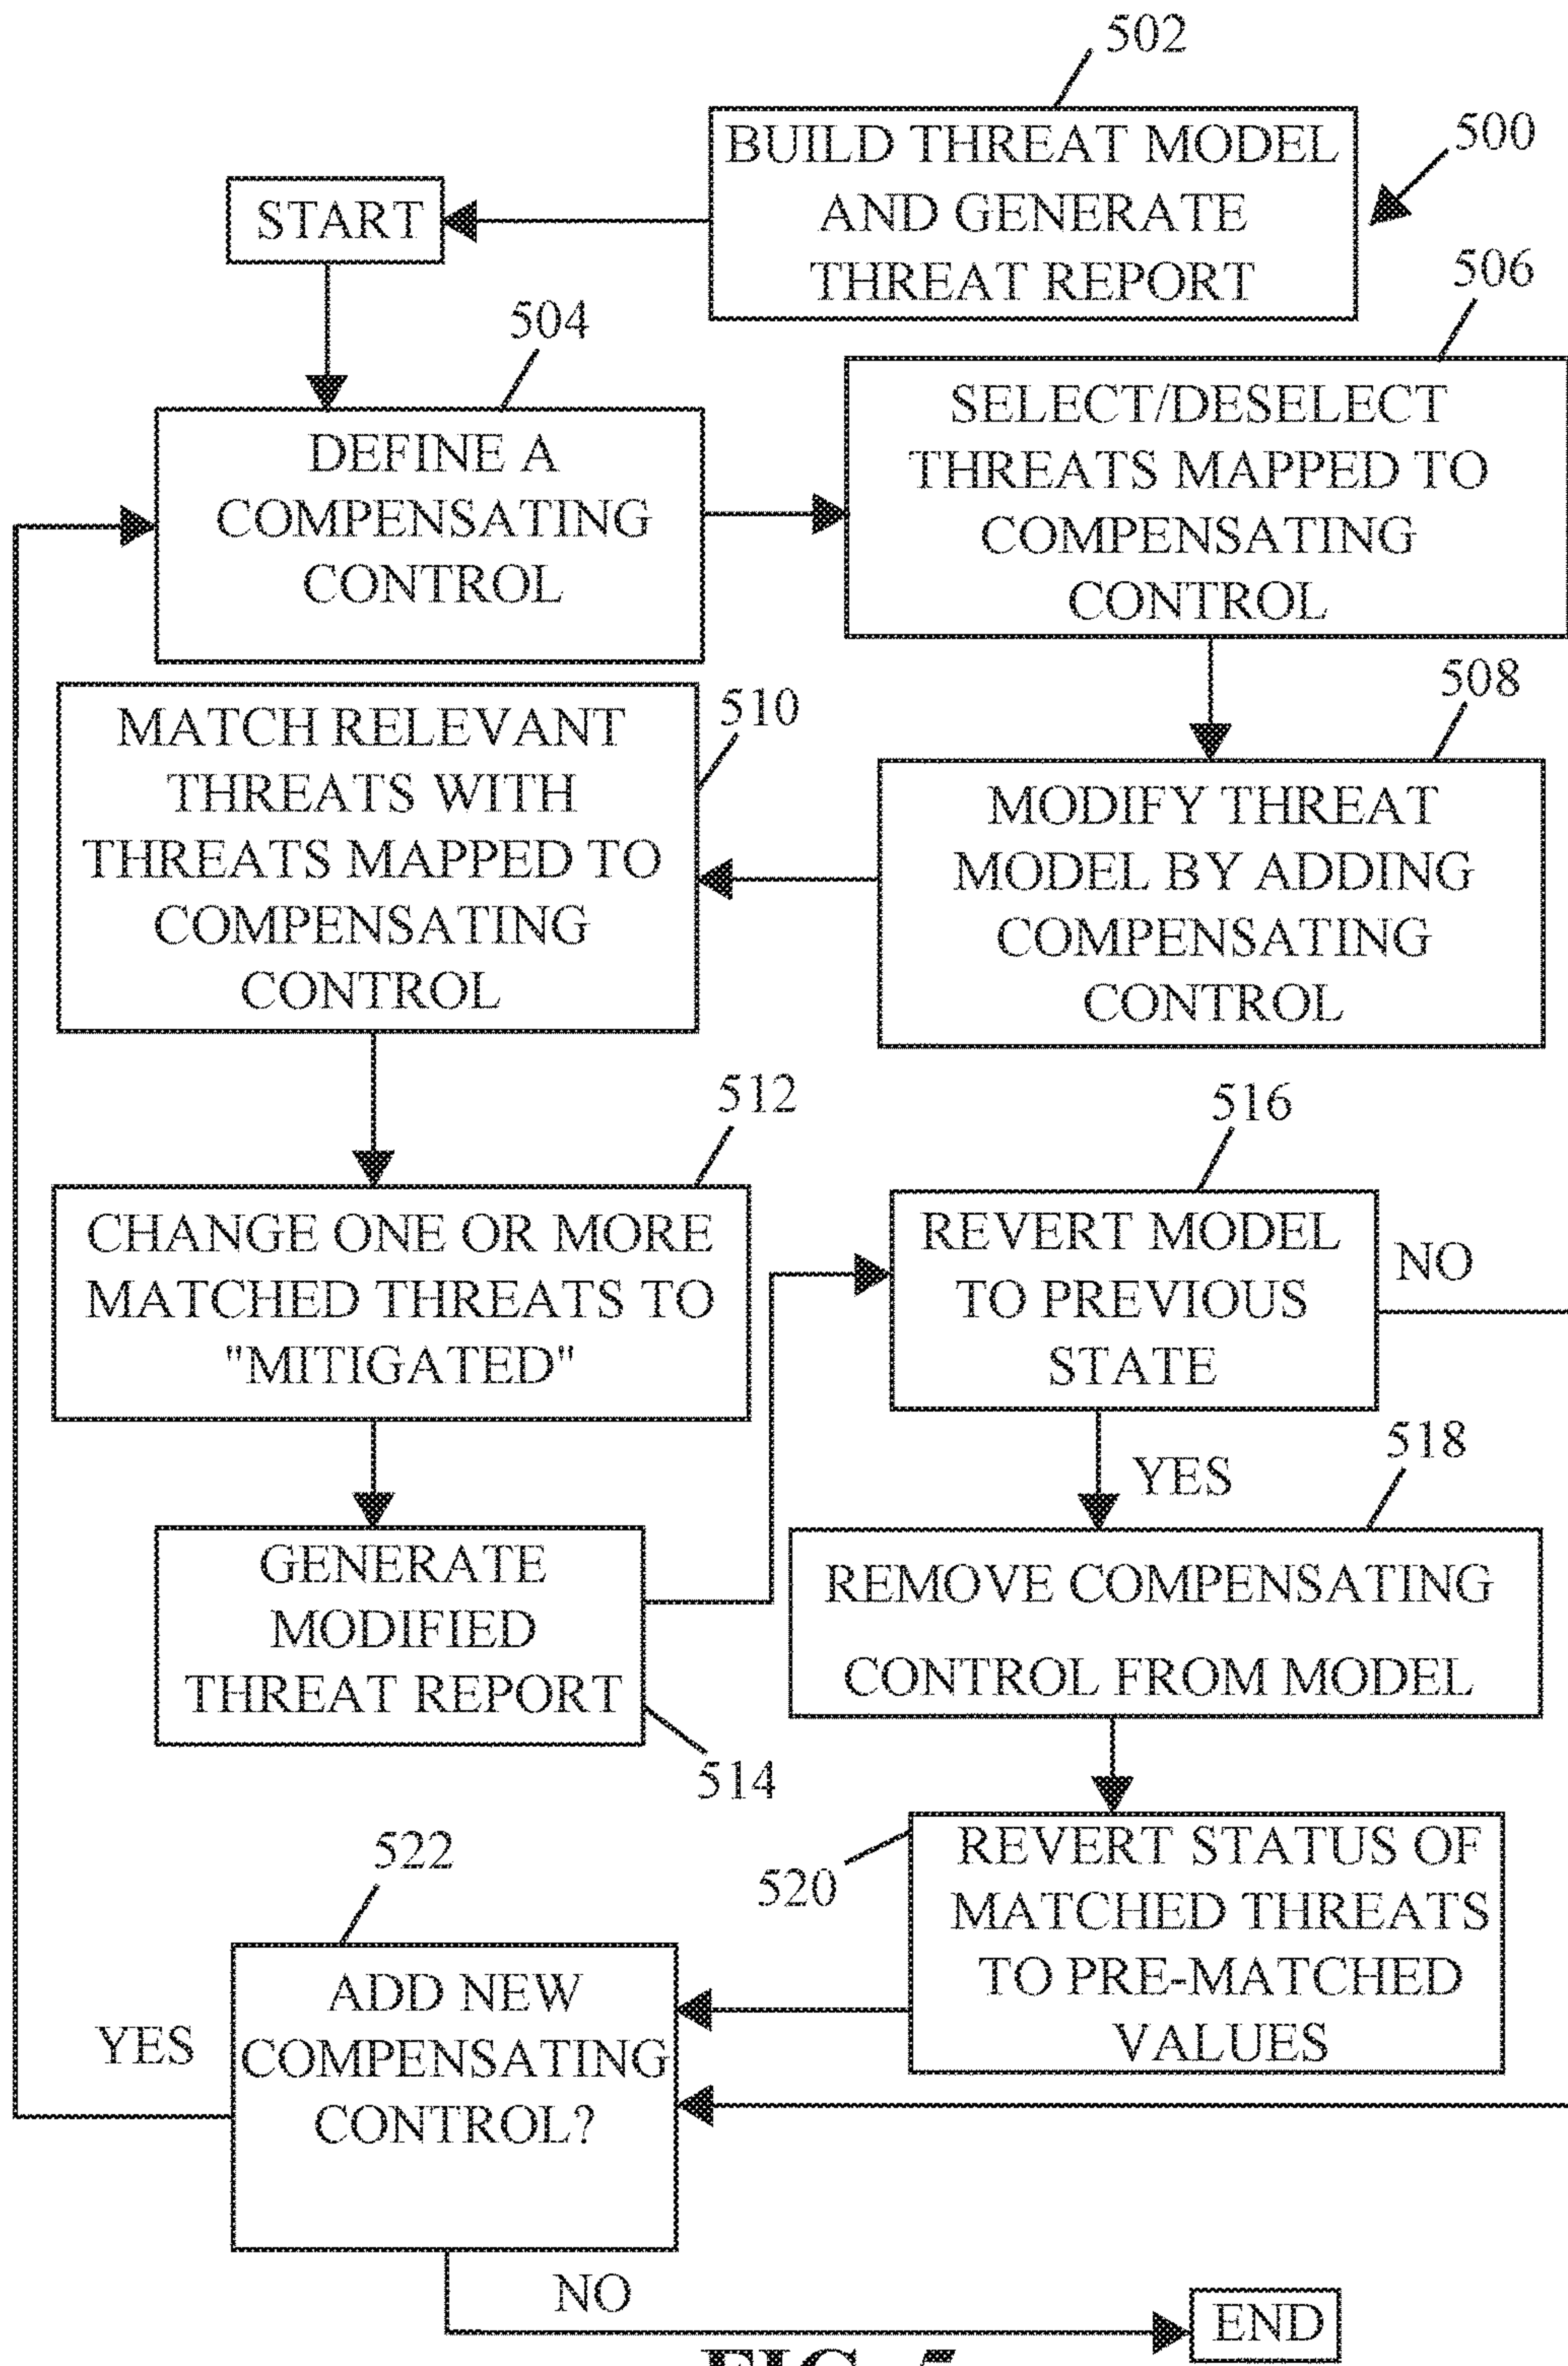 502
BUILD THREAT MODEL
AND GENERATE
THREAT REPORT
500
START
504
DEFINE A
COMPENSATING
CONTROL
506
SELECT/DESELECT
THREATS MAPPED TO
COMPENSATING
CONTROL
508
MODIFY THREAT
MODEL BY ADDING
COMPENSATING
CONTROL
510
MATCH RELEVANT
THREATS WITH
THREATS MAPPED TO
COMPENSATING
CONTROL
512
CHANGE ONE OR MORE
MATCHED THREATS TO
"MITIGATED"
GENERATE
MODIFIED
THREAT REPORT
514
516
REVERT MODEL
TO PREVIOUS
STATE
NO
YES
518
REMOVE COMPENSATING
CONTROL FROM MODEL
520
REVERT STATUS OF
MATCHED THREATS
TO PRE-MATCHED
VALUES
522
ADD NEW
COMPENSATING
CONTROL?
YES
NO
END
FIG. 5